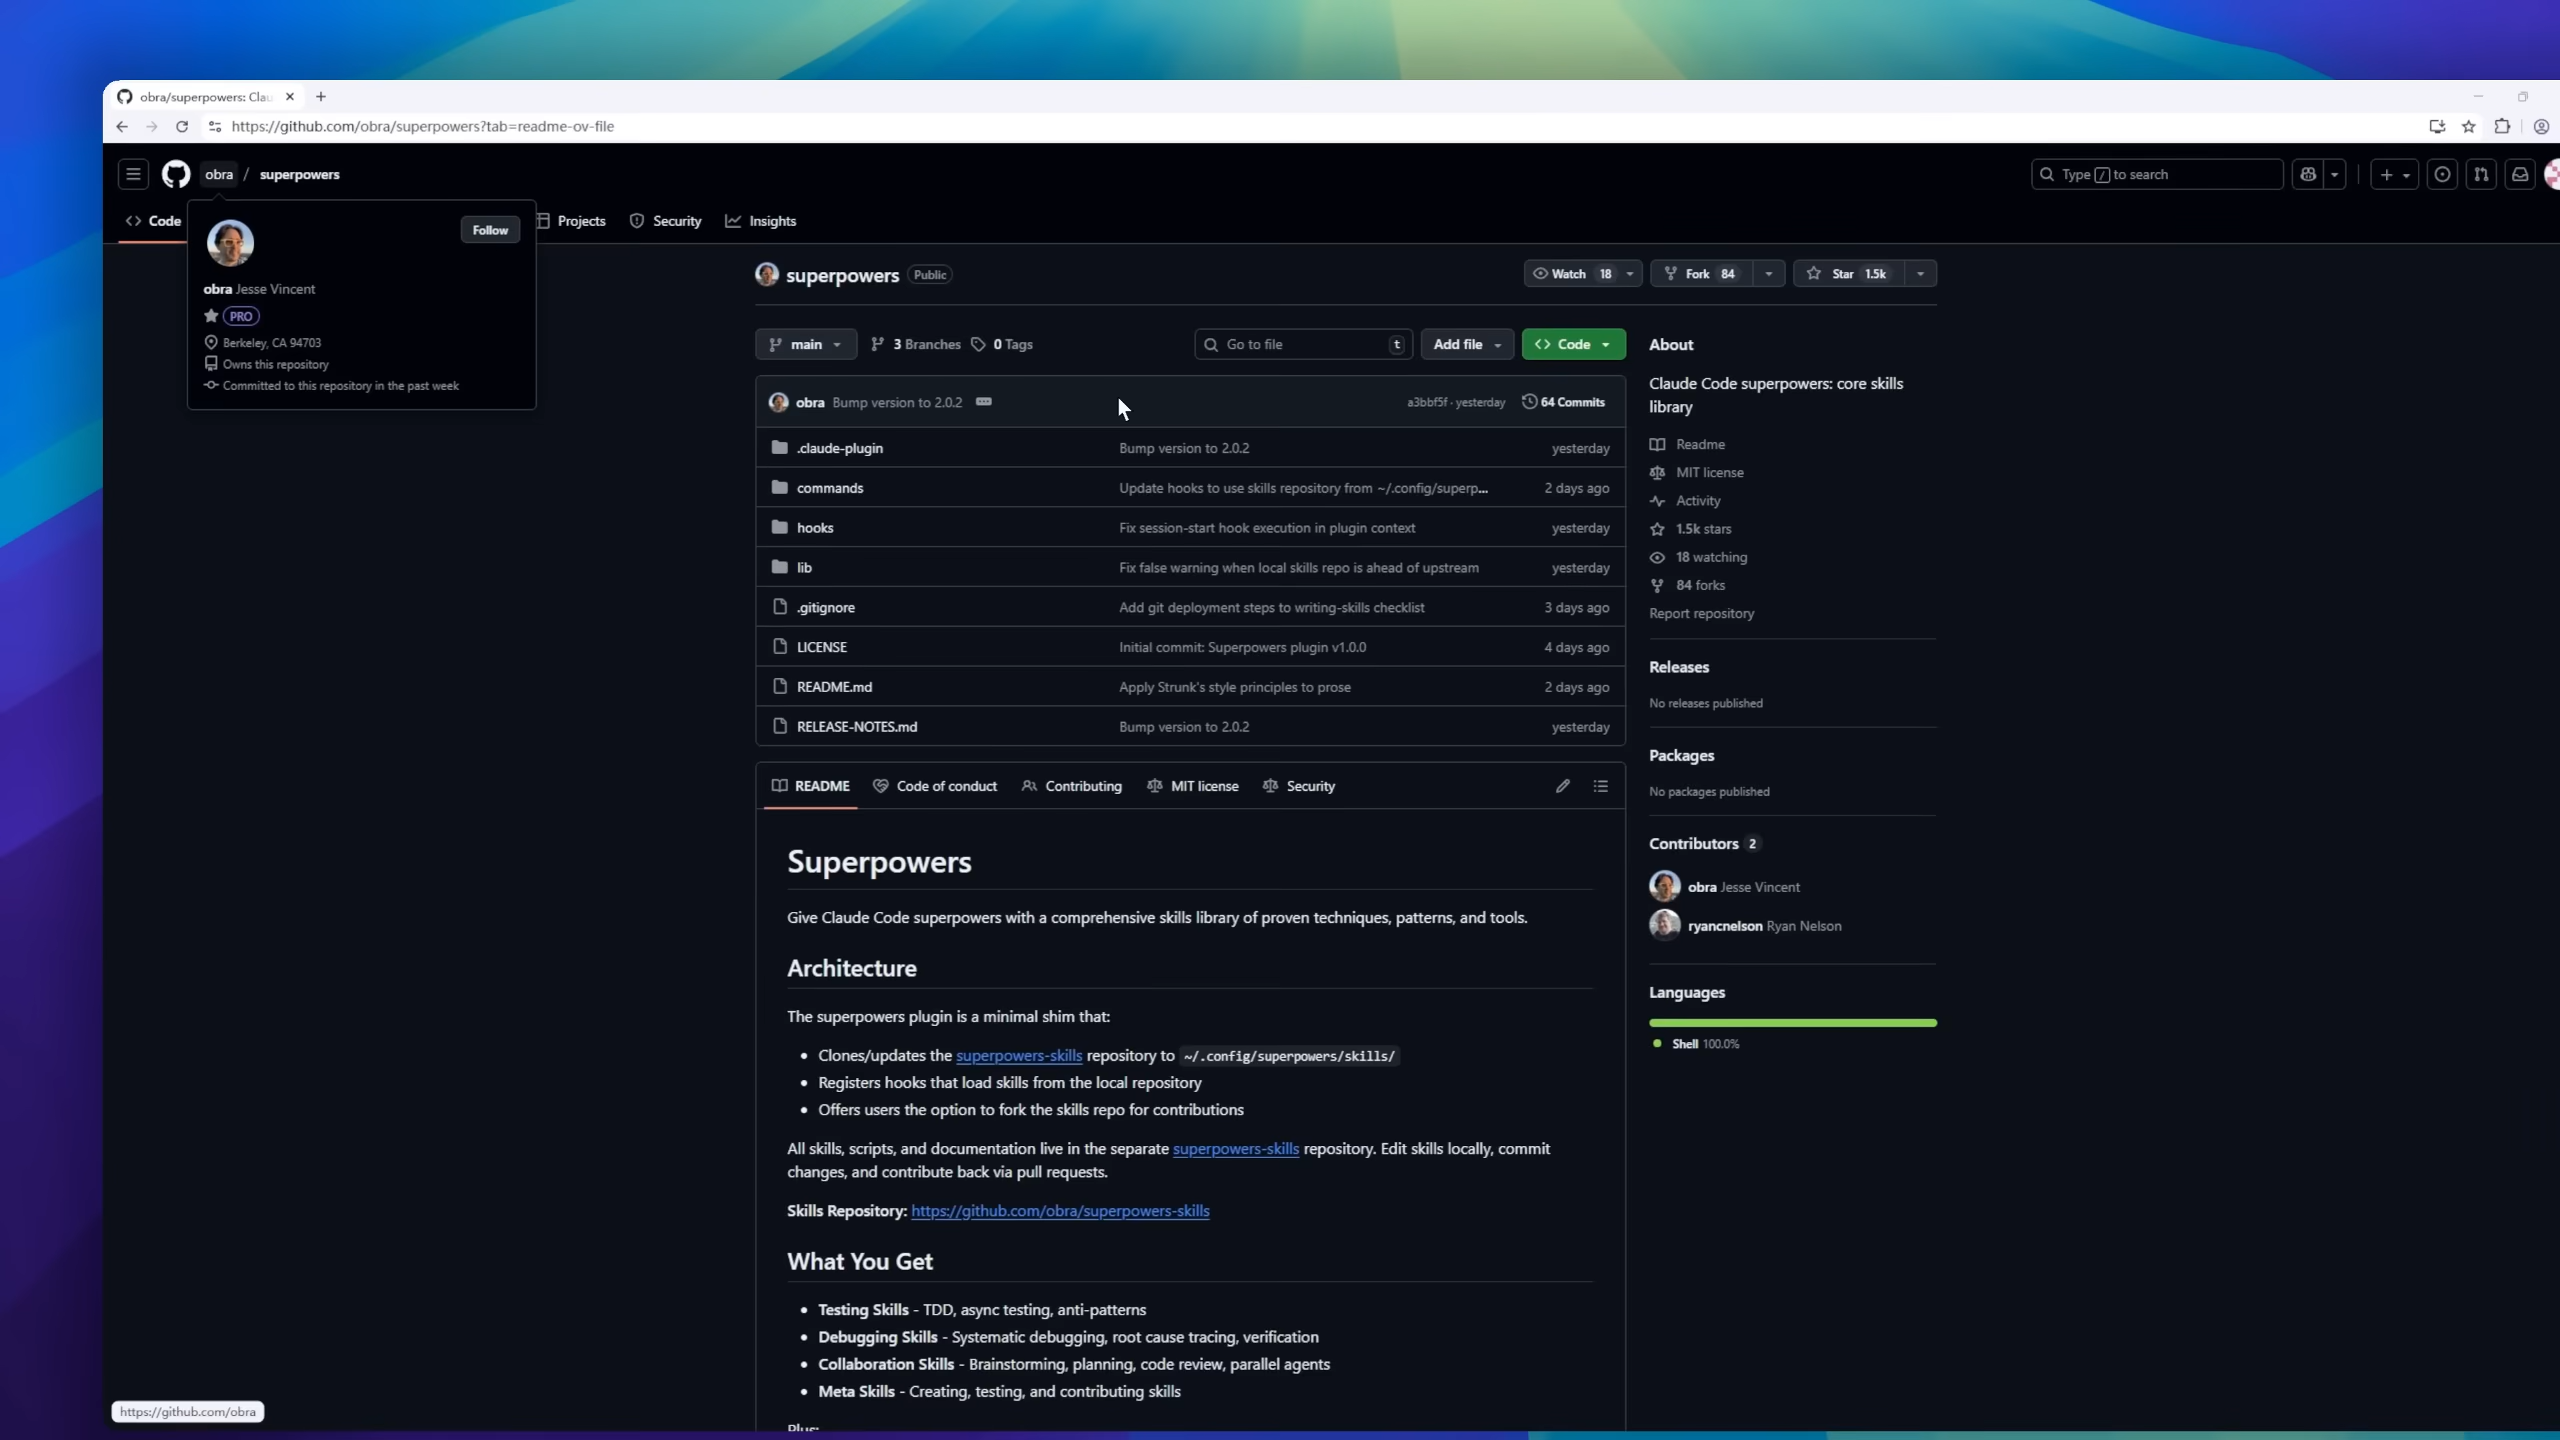 obra/superpowers: Clau
https://github.com/obra/superpowers?tab=readme-ov-file
obra / superpowers
Type / to search
Code
Projects
Security
Insights
Follow
obra Jesse Vincent
PRO
Berkeley, CA 94703
Owns this repository
Committed to this repository in the past week
superpowers Public
Watch 18
Fork 84
Star 1.5k
main
3 Branches
0 Tags
Go to file t
Add file
Code
obra Bump version to 2.0.2
a3bbf5f · yesterday
64 Commits
.claude-plugin Bump version to 2.0.2 yesterday
commands Update hooks to use skills repository from ~/.config/superp... 2 days ago
hooks Fix session-start hook execution in plugin context yesterday
lib Fix false warning when local skills repo is ahead of upstream yesterday
.gitignore Add git deployment steps to writing-skills checklist 3 days ago
LICENSE Initial commit: Superpowers plugin v1.0.0 4 days ago
README.md Apply Strunk's style principles to prose 2 days ago
RELEASE-NOTES.md Bump version to 2.0.2 yesterday
README
Code of conduct
Contributing
MIT license
Security
Superpowers
Give Claude Code superpowers with a comprehensive skills library of proven techniques, patterns, and tools.
Architecture
The superpowers plugin is a minimal shim that:
• Clones/updates the superpowers-skills repository to ~/.config/superpowers/skills/
• Registers hooks that load skills from the local repository
• Offers users the option to fork the skills repo for contributions
All skills, scripts, and documentation live in the separate superpowers-skills repository. Edit skills locally, commit
changes, and contribute back via pull requests.
Skills Repository: https://github.com/obra/superpowers-skills
What You Get
• Testing Skills - TDD, async testing, anti-patterns
• Debugging Skills - Systematic debugging, root cause tracing, verification
• Collaboration Skills - Brainstorming, planning, code review, parallel agents
• Meta Skills - Creating, testing, and contributing skills
Plus:
About
Claude Code superpowers: core skills
library
Readme
MIT license
Activity
1.5k stars
18 watching
84 forks
Report repository
Releases
No releases published
Packages
No packages published
Contributors 2
obra Jesse Vincent
ryancnelson Ryan Nelson
Languages
Shell 100.0%
https://github.com/obra